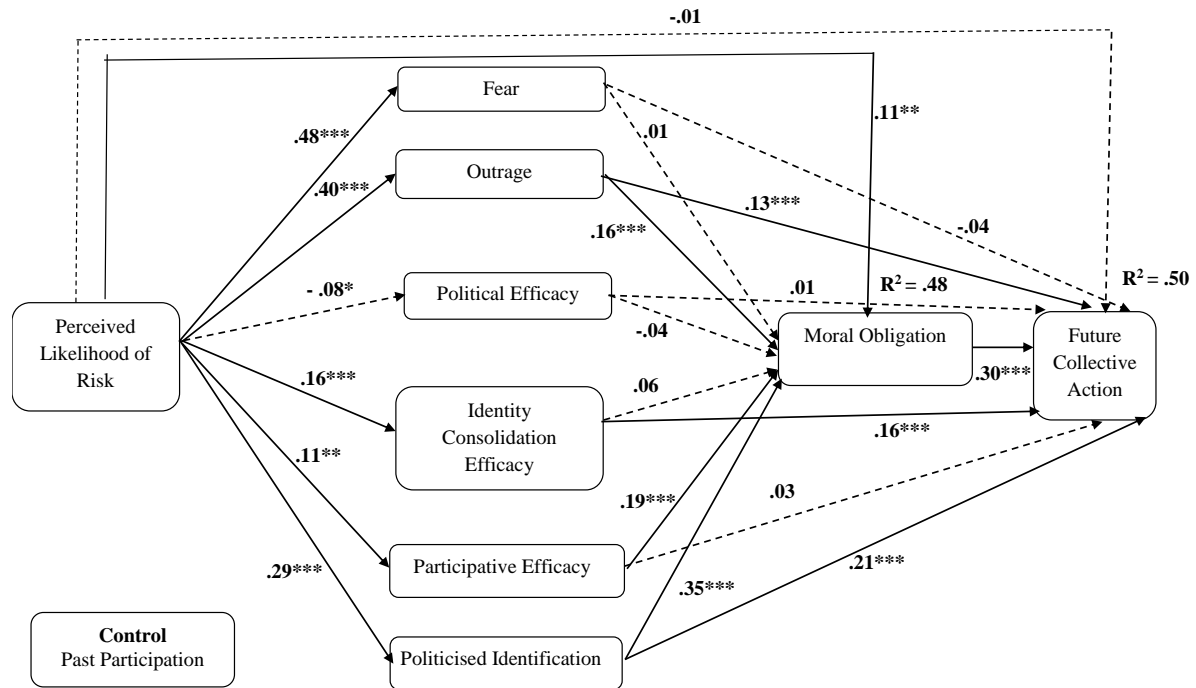 -.01
Fear
.48***
.01
.11**
Outrage
.40***
.13***
.16***
-.04
- .08*
Political Efficacy
.01
R² = .48
R² = .50
-.04
Perceived
Likelihood of
Risk
Moral Obligation
Future
Collective
Action
.16***
.06
.30***
Identity
Consolidation
Efficacy
.16***
.11**
.19***
.03
Participative Efficacy
.29***
.35***
.21***
Control
Past Participation
Politicised Identification